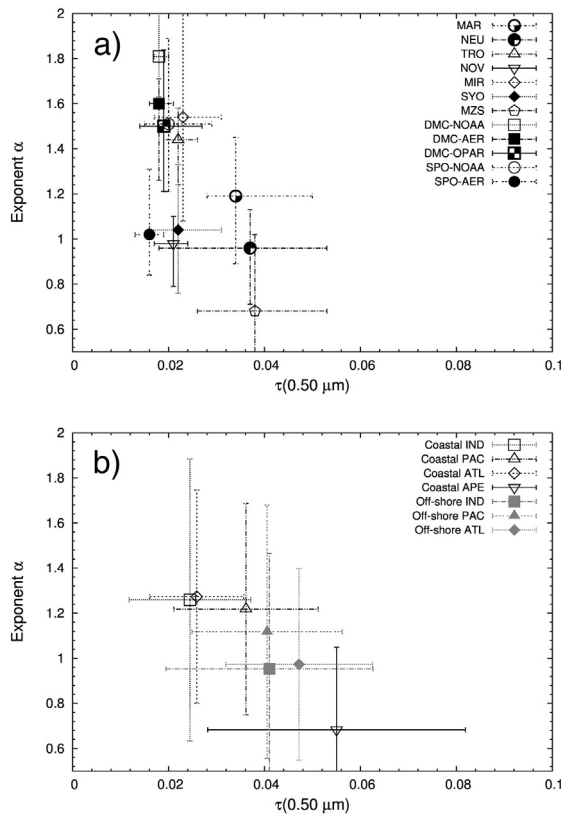 a)
2
1.8
1.6
1.4
1.2
1
0.8
0.6
Exponent α
0
0.02
0.04
0.06
0.08
0.1
τ(0.50 μm)
MAR
NEU
TRO
NOV
MIR
SYO
MZS
DMC-NOAA
DMC-AER
DMC-OPAR
SPO-NOAA
SPO-AER
b)
2
1.8
1.6
1.4
1.2
1
0.8
0.6
Exponent α
0
0.02
0.04
0.06
0.08
0.1
τ(0.50 μm)
Coastal IND
Coastal PAC
Coastal ATL
Coastal APE
Off-shore IND
Off-shore PAC
Off-shore ATL